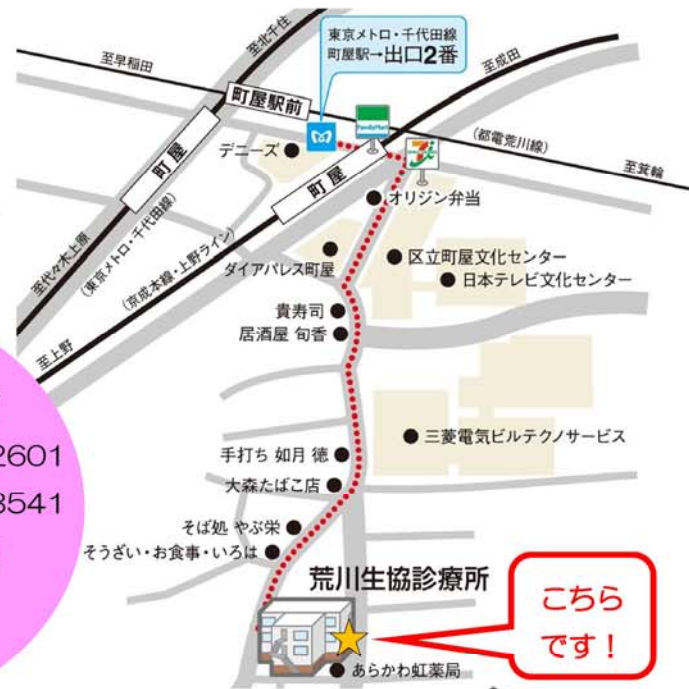 至北千住
東京メトロ・千代田線
町屋駅→出口2番
至早稲田
至成田
町屋駅前
FamilyMart
デニーズ
町屋
町屋
(都電荒川線)
至箕輪
オリジン弁当
至代々木上原
(東京メトロ・千代田線)
(京成本線・上野ライン)
ダイアパレス町屋
区立町屋文化センター
日本テレビ文化センター
貴寿司
居酒屋 旬香
至上野
三菱電気ビルテクノサービス
2601
手打ち 如月 徳
3541
大森たばこ店
そば処 やぶ栄
そうざい・お食事・いろは
荒川生協診療所
こちら
です！
あらかわ虹薬局